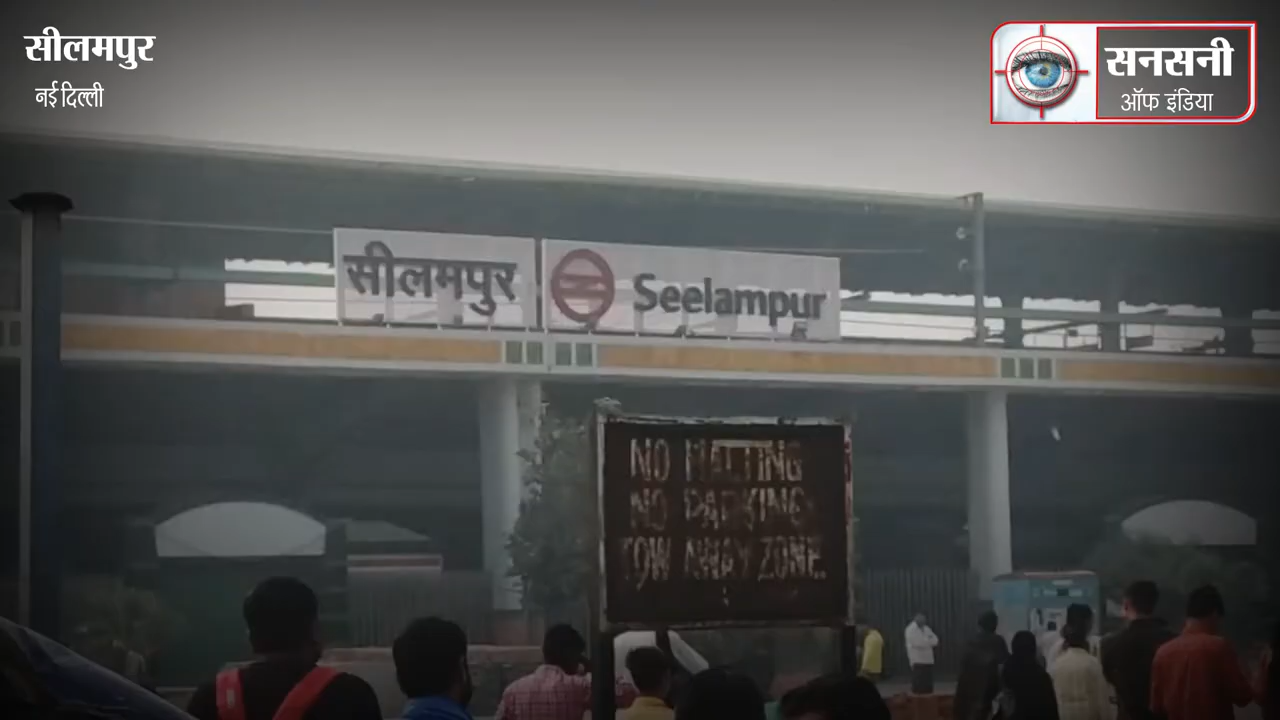 सीलमपुर
नई दिल्ली
सनसनी
ऑफ इंडिया
सीलमपुर
Seelampur
NO HALTING
NO PARKING
TOW AWAY ZONE